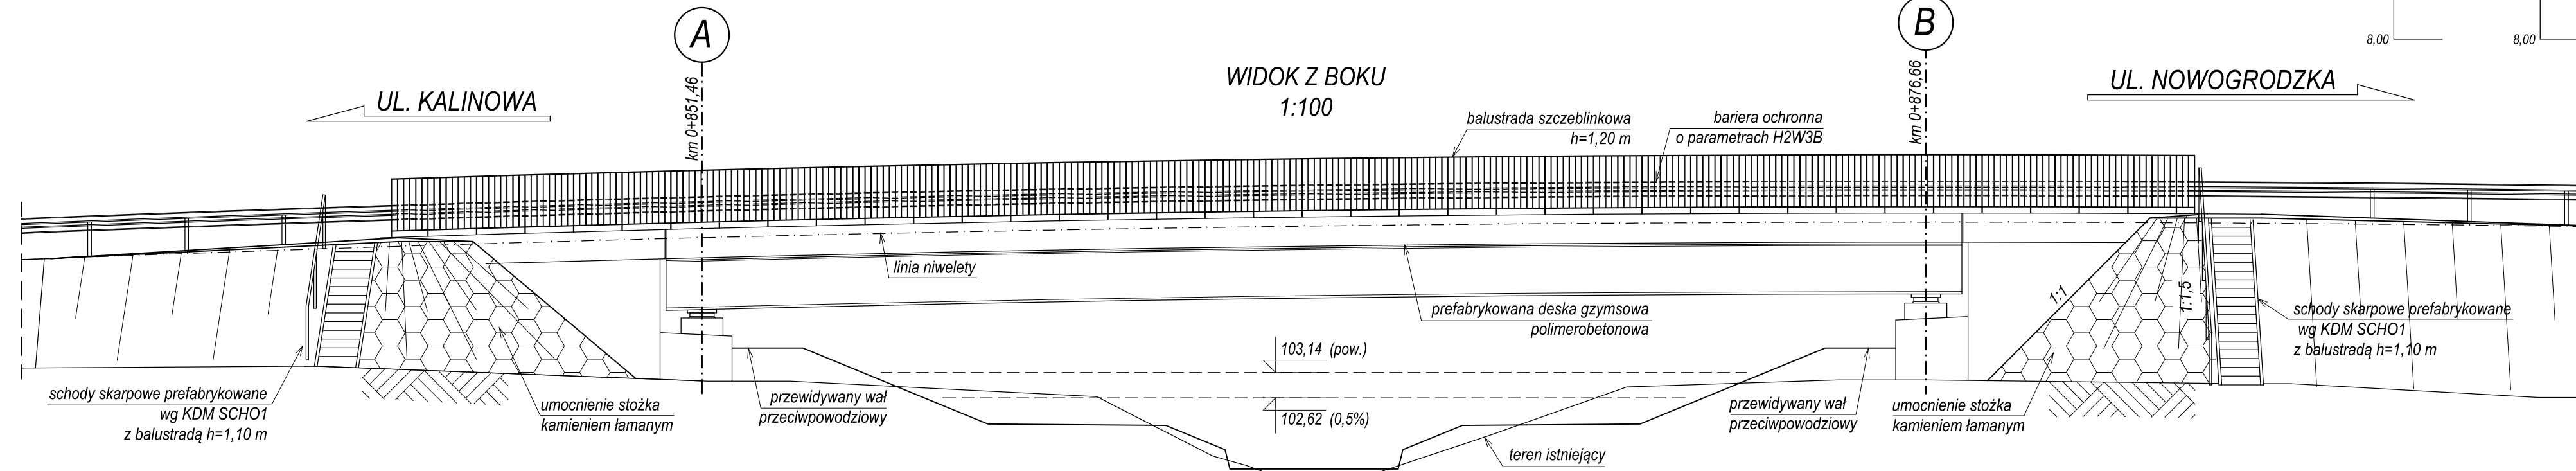 A
B
8,00
8,00
WIDOK Z BOKU
1:100
UL. KALINOWA
UL. NOWOGRODZKA
km 0+851,46
km 0+876,66
balustrada szczeblinkowa
h=1,20 m
bariera ochronna
o parametrach H2W3B
linia niwelety
prefabrykowana deska gzymsowa
polimerobetonowa
1:1
1:1,5
schody skarpowe prefabrykowane
wg KDM SCHO1
z balustradą h=1,10 m
103,14 (pow.)
102,62 (0,5%)
schody skarpowe prefabrykowane
wg KDM SCHO1
z balustradą h=1,10 m
umocnienie stożka
kamieniem łamanym
przewidywany wał
przeciwpowodziowy
przewidywany wał
przeciwpowodziowy
umocnienie stożka
kamieniem łamanym
teren istniejący